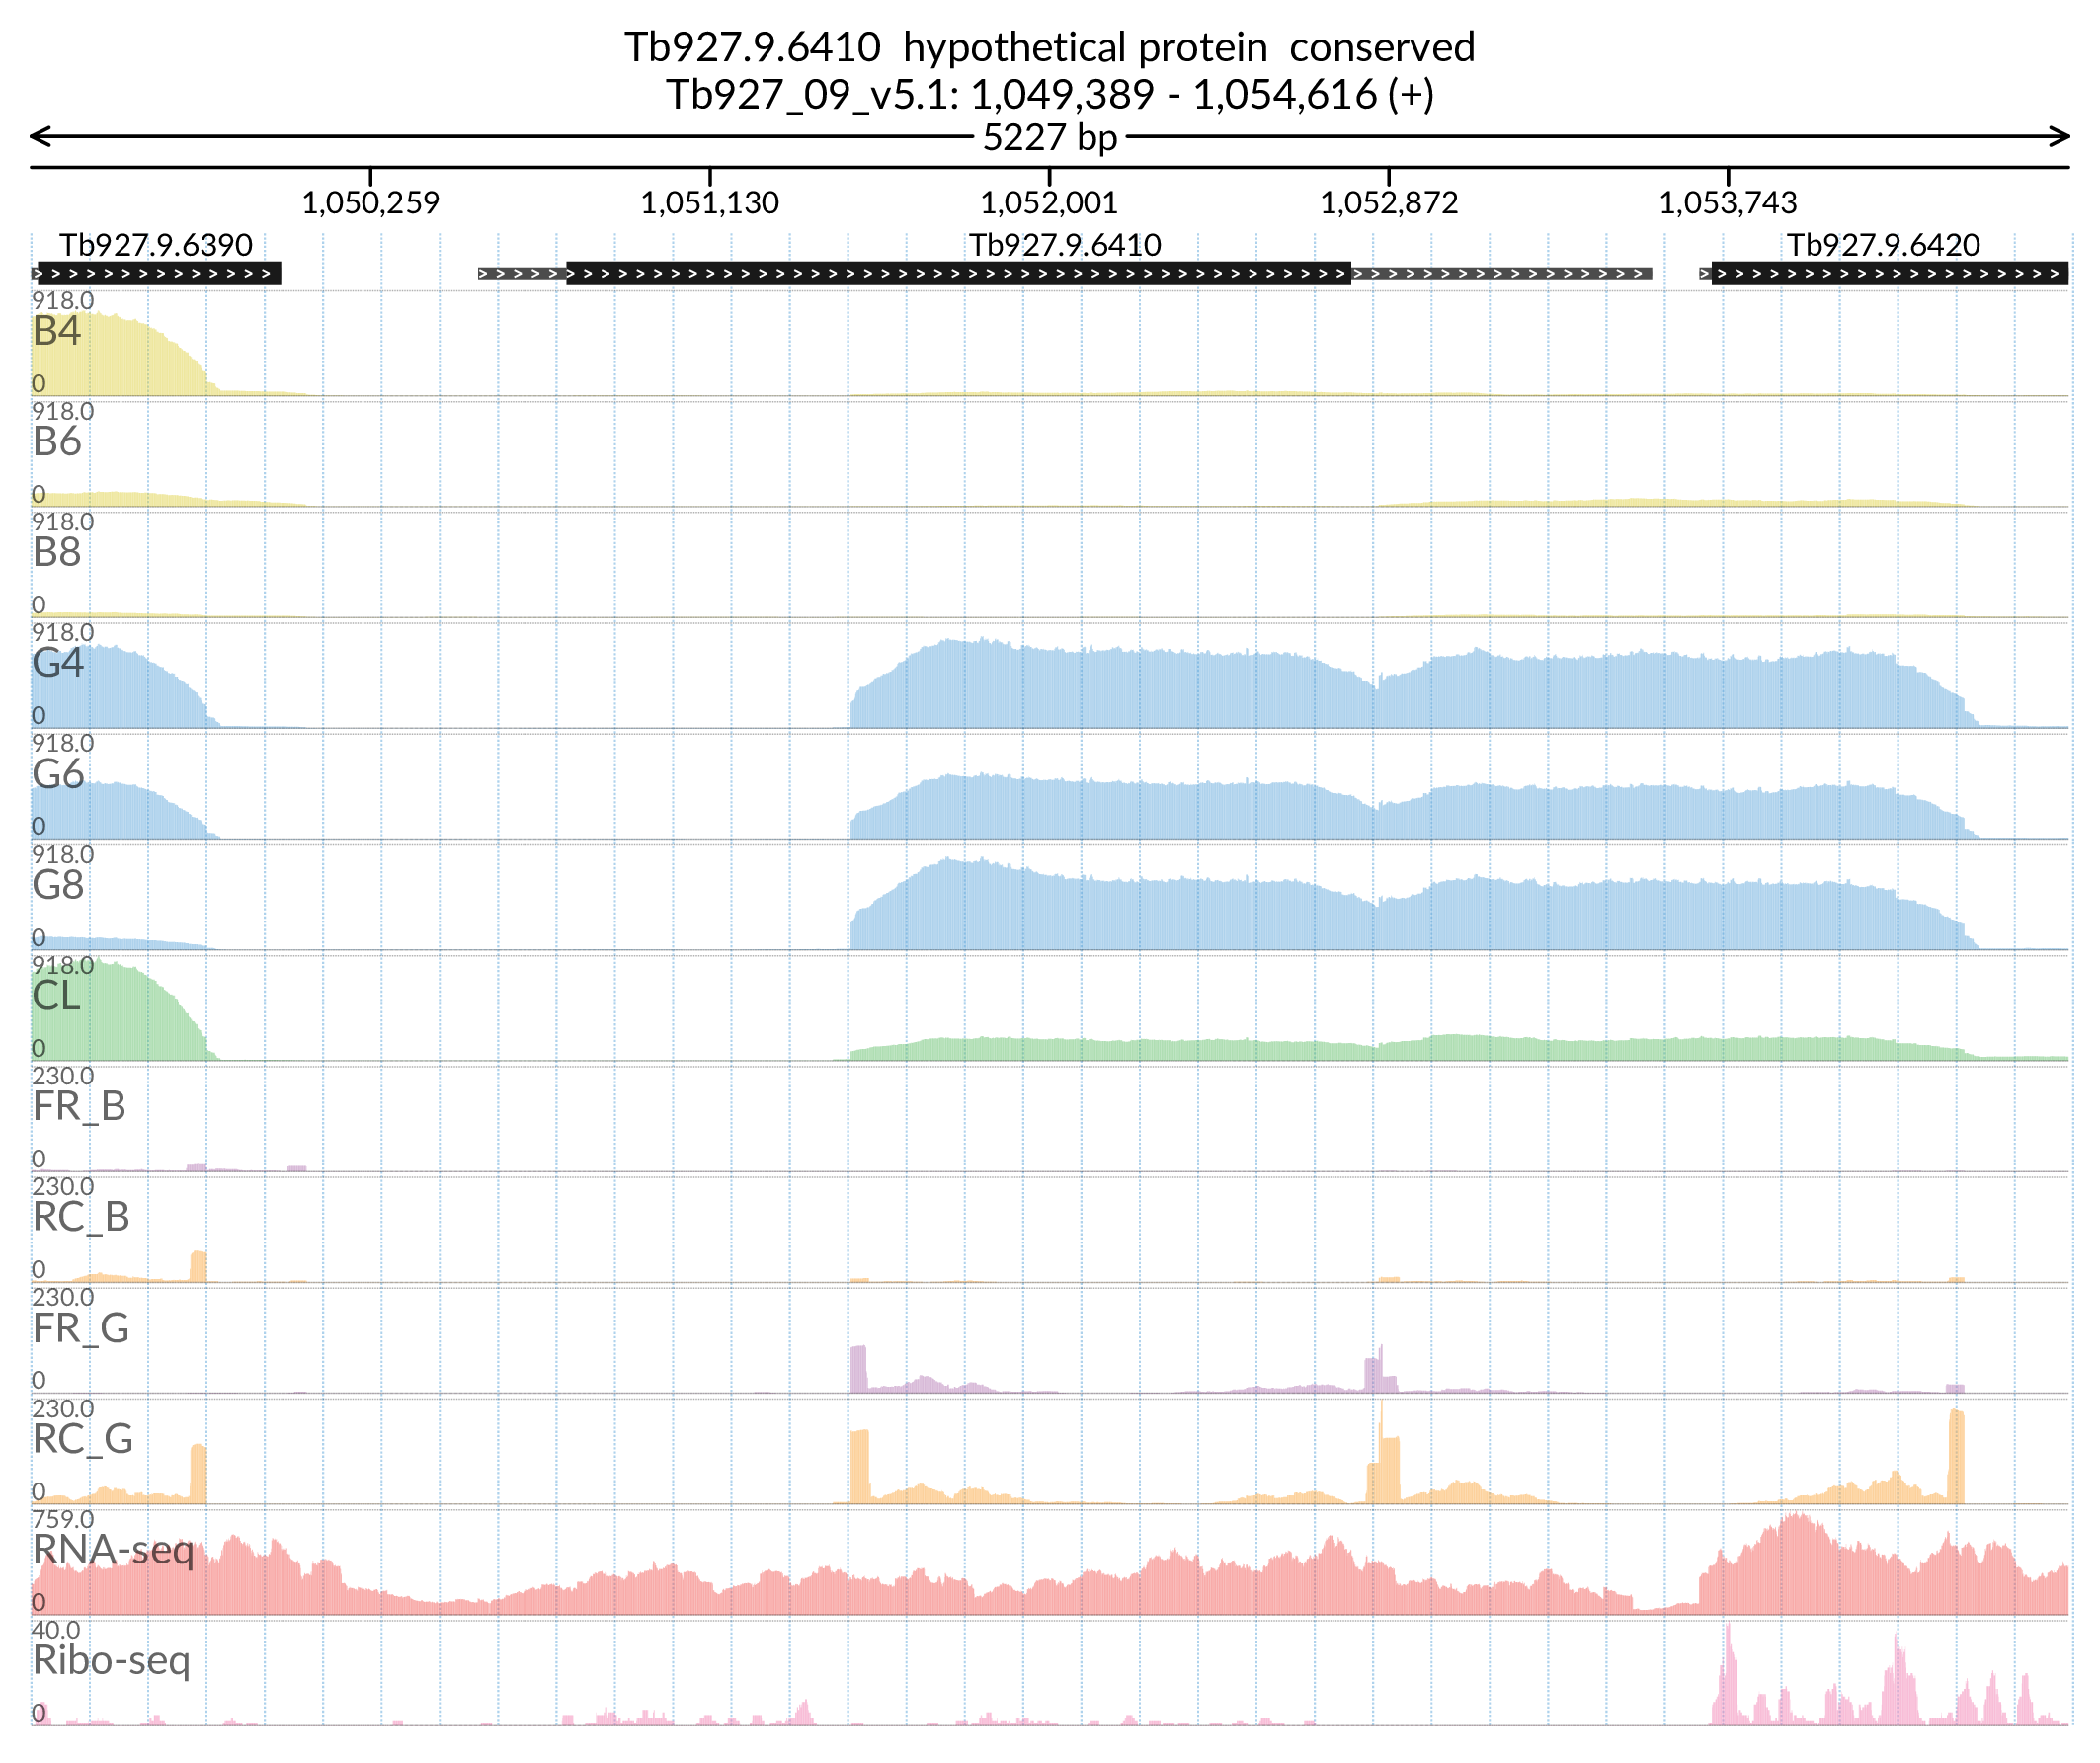 Tb927.9.6410 hypothetical protein conserved
Tb927_09_v5.1: 1,049,389 - 1,054,616 (+)
5227 bp
1,050,259 1,051,130 1,052,001 1,052,872 1,053,743
Tb927.9.6390 Tb927.9.6410 Tb927.9.6420
918.0
B4
0
918.0
B6
0
918.0
B8
0
918.0
G4
0
918.0
G6
0
918.0
G8
0
918.0
CL
0
230.0
FR_B
0
230.0
RC_B
0
230.0
FR_G
0
230.0
RC_G
0
759.0
RNA-seq
0
40.0
Ribo-seq
0